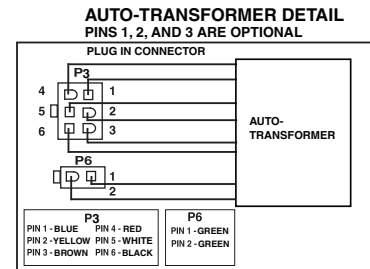 AUTO-TRANSFORMER DETAIL
PINS 1, 2, AND 3 ARE OPTIONAL
PLUG IN CONNECTOR
P3
4 1
5 2
6 3
AUTO-
TRANSFORMER
P6
1
2
P3
PIN 1 - BLUE PIN 4 - RED
PIN 2 - YELLOW PIN 5 - WHITE
PIN 3 - BROWN PIN 6 - BLACK
P6
PIN 1 - GREEN
PIN 2 - GREEN